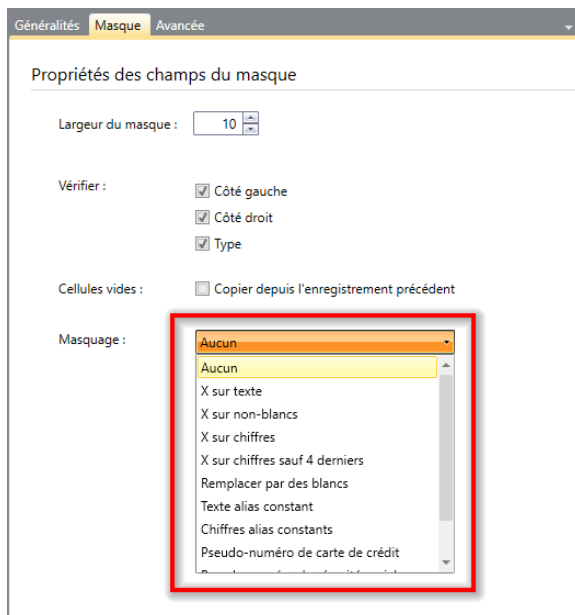 Généralités Masque Avancée
Propriétés des champs du masque
Largeur du masque : 10
Vérifier : Côté gauche
Côté droit
Type
Cellules vides : Copier depuis l'enregistrement précédent
Masquage : Aucun
Aucun
X sur texte
X sur non-blancs
X sur chiffres
X sur chiffres sauf 4 derniers
Remplacer par des blancs
Texte alias constant
Chiffres alias constants
Pseudo-numéro de carte de crédit